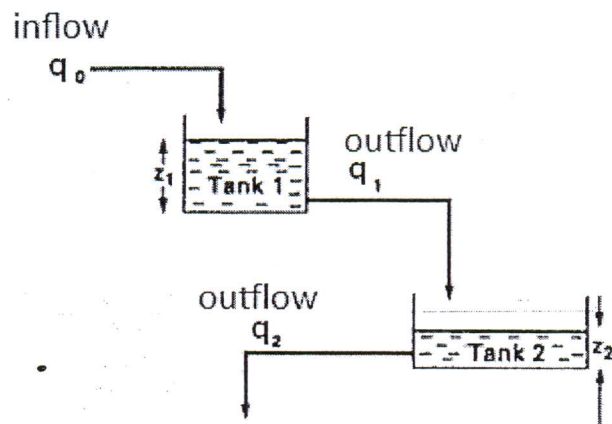 inflow
q₀
z₁
Tank 1
outflow
q₁
outflow
q₂
Tank 2
z₂